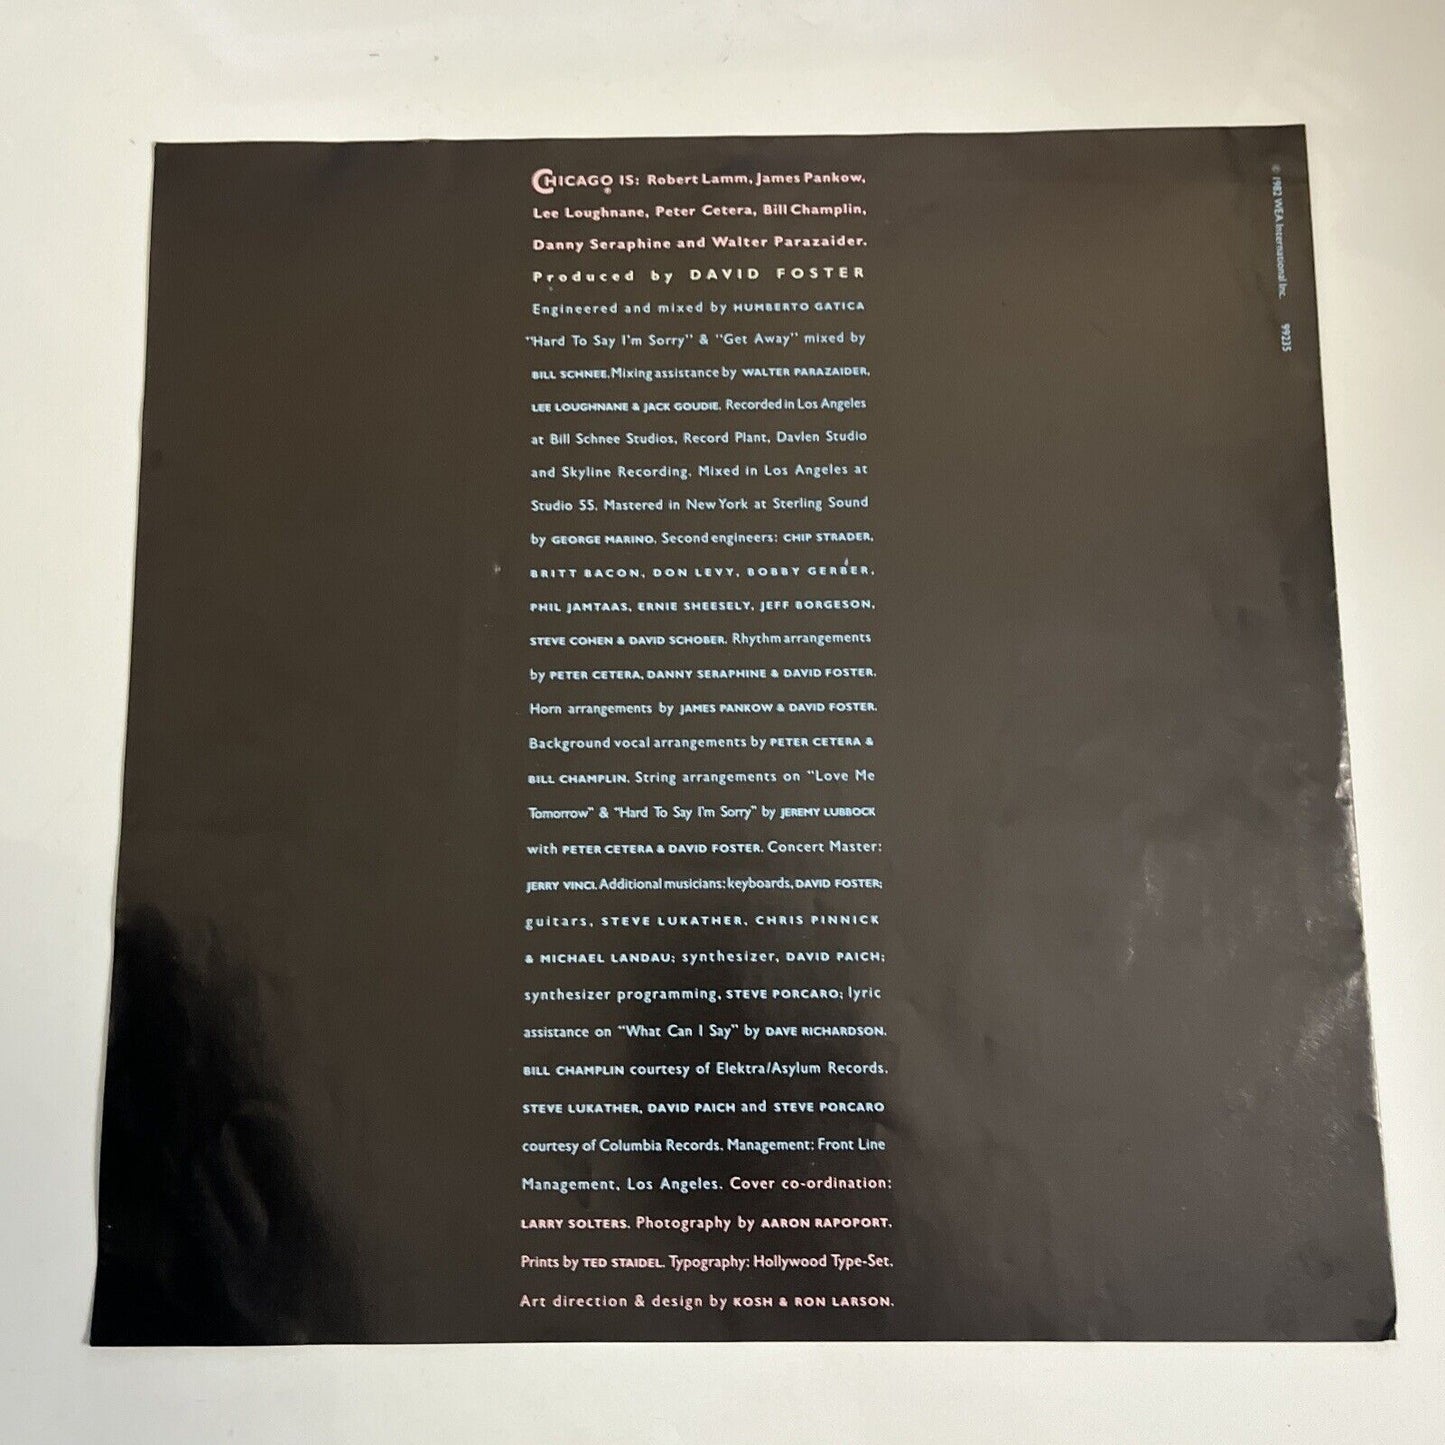 CHICAGO IS: Robert Lamm, James Pankow,
Lee Loughnane, Peter Cetera, Bill Champlin,
Danny Seraphine and Walter Parazaider.
Produced by DAVID FOSTER
Engineered and mixed by HUMBERTO GATICA
"Hard To Say I'm Sorry" & "Get Away" mixed by
BILL SCHNEE. Mixing assistance by WALTER PARAZAIDER,
LEE LOUGHNANE & JACK GOUDIE. Recorded in Los Angeles
at Bill Schnee Studios, Record Plant, Davlen Studio
and Skyline Recording. Mixed in Los Angeles at
Studio 55. Mastered in New York at Sterling Sound
by GEORGE MARINO. Second engineers: CHIP STRADER,
BRITT BACON, DON LEVY, BOBBY GERBER,
PHIL JAMTAAS, ERNIE SHEESELY, JEFF BORGESON,
STEVE COHEN & DAVID SCHOBER. Rhythm arrangements
by PETER CETERA, DANNY SERAPHINE & DAVID FOSTER.
Horn arrangements by JAMES PANKOW & DAVID FOSTER.
Background vocal arrangements by PETER CETERA &
BILL CHAMPLIN. String arrangements on "Love Me
Tomorrow" & "Hard To Say I'm Sorry" by JEREMY LUBBOCK
with PETER CETERA & DAVID FOSTER. Concert Master:
JERRY VINCI. Additional musicians: keyboards, DAVID FOSTER;
guitars, STEVE LUKATHER, CHRIS PINNICK
& MICHAEL LANDAU; synthesizer, DAVID PAICH;
synthesizer programming, STEVE PORCARO; lyric
assistance on "What Can I Say" by DAVE RICHARDSON.
BILL CHAMPLIN courtesy of Elektra/Asylum Records.
STEVE LUKATHER, DAVID PAICH and STEVE PORCARO
courtesy of Columbia Records. Management: Front Line
Management, Los Angeles. Cover co-ordination:
LARRY SOLTERS. Photography by AARON RAPOPORT.
Prints by TED STAIDEL. Typography: Hollywood Type-Set.
Art direction & design by KOSH & RON LARSON.
© 1982 WEA International Inc. 99235